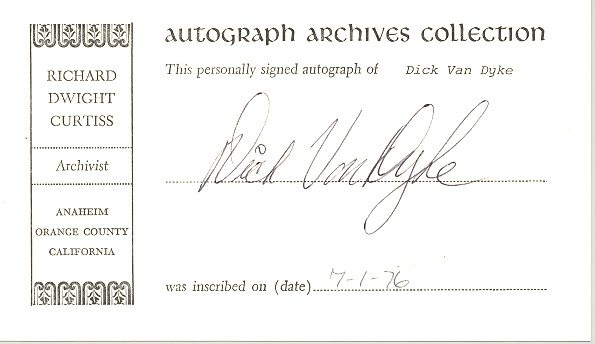 RICHARD
DWIGHT
CURTISS
Archivist
ANAHEIM
ORANGE COUNTY
CALIFORNIA
autograph archives collection
This personally signed autograph of Dick Van Dyke
Dick Van Dyke
was inscribed on (date) 7-1-76